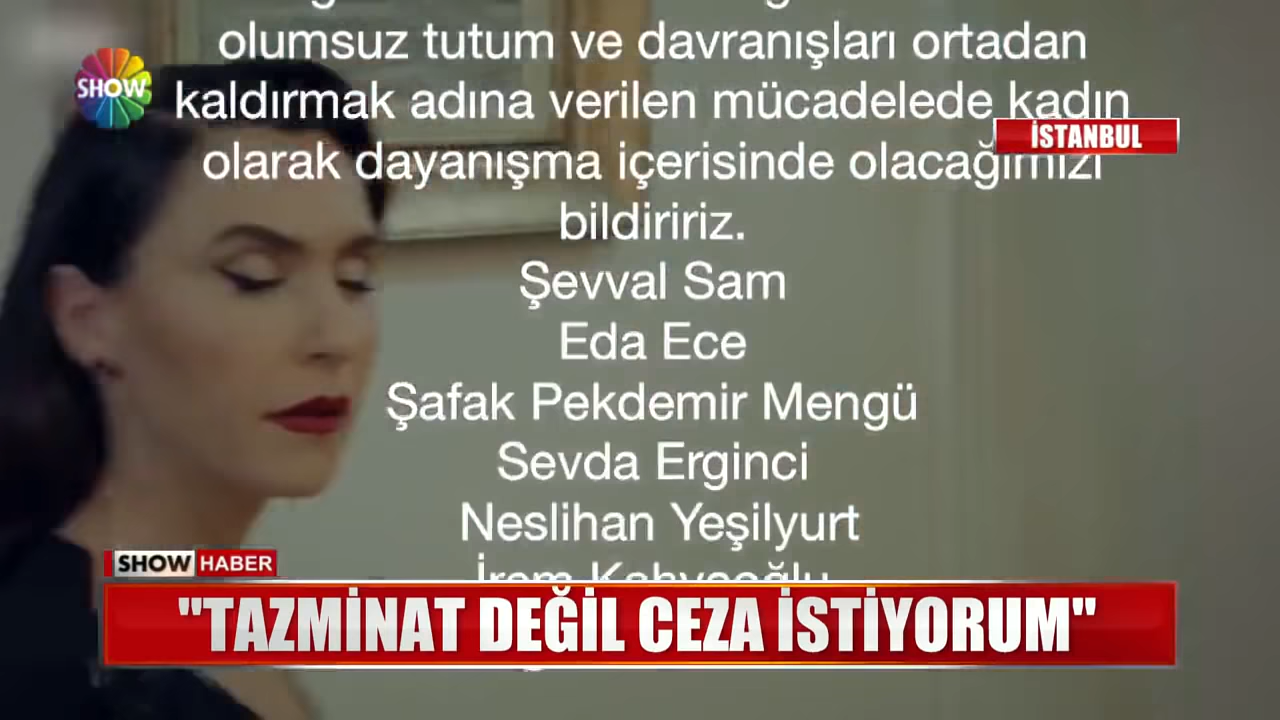 olumsuz tutum ve davranışları ortadan
SHOW
kaldırmak adına verilen mücadelede kadın
İSTANBUL
olarak dayanışma içerisinde olacağımızı
bildiririz.
Şevval Sam
Eda Ece
Şafak Pekdemir Mengü
Sevda Erginci
Neslihan Yeşilyurt
SHOW HABER
"TAZMİNAT DEĞİL CEZA İSTİYORUM"